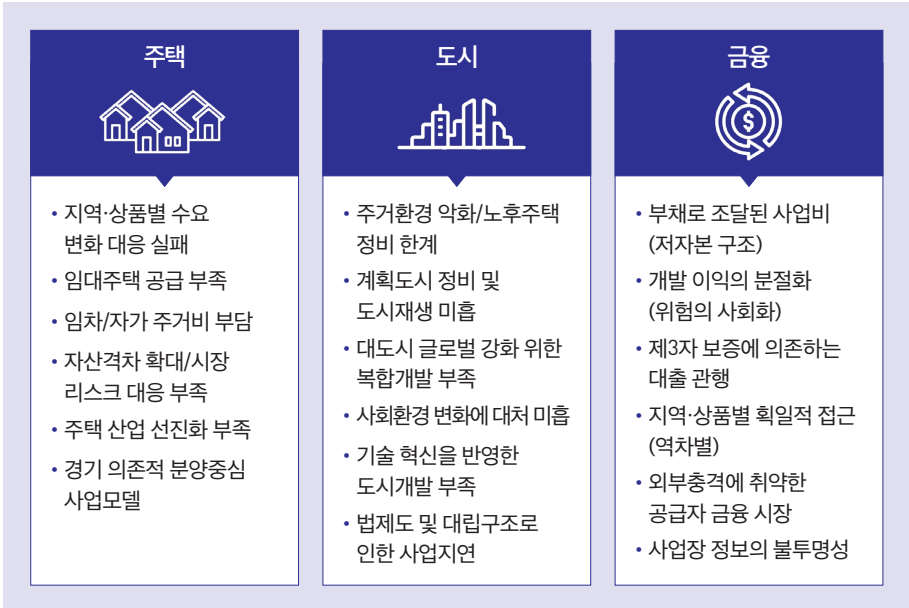 주택
• 지역·상품별 수요
변화 대응 실패
• 임대주택 공급 부족
• 임차/자가 주거비 부담
• 자산격차 확대/시장
리스크 대응 부족
• 주택 산업 선진화 부족
• 경기 의존적 분양중심
사업모델
도시
• 주거환경 악화/노후주택
정비 한계
• 계획도시 정비 및
도시재생 미흡
• 대도시 글로벌 강화 위한
복합개발 부족
• 사회환경 변화에 대처 미흡
• 기술 혁신을 반영한
도시개발 부족
• 법제도 및 대립구조로
인한 사업지연
금융
$
• 부채로 조달된 사업비
(저자본 구조)
• 개발 이익의 분절화
(위험의 사회화)
• 제3자 보증에 의존하는
대출 관행
• 지역·상품별 획일적 접근
(역차별)
• 외부충격에 취약한
공급자 금융 시장
• 사업장 정보의 불투명성